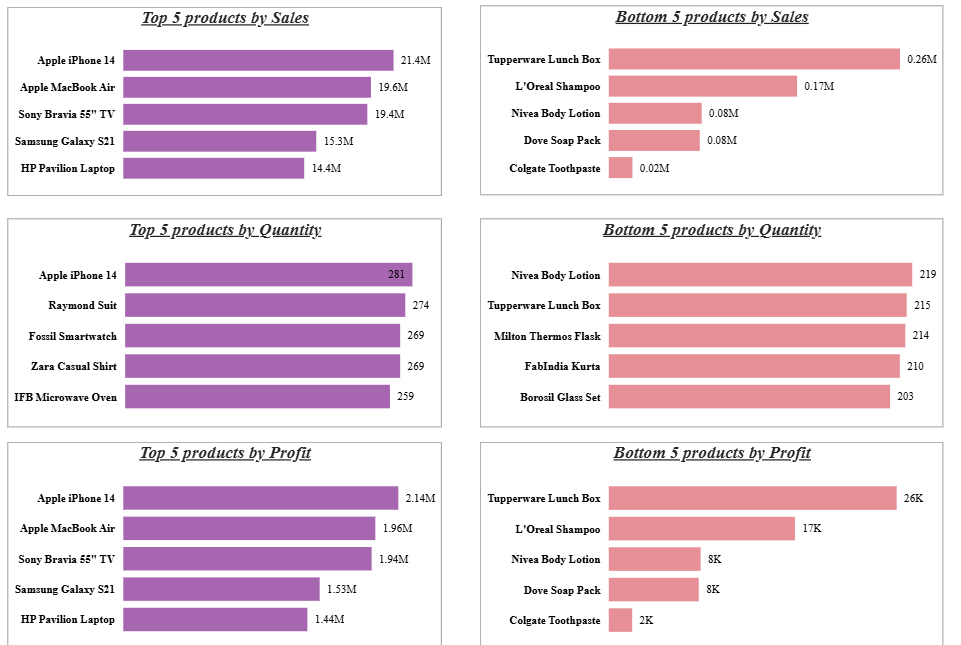 Top 5 products by Sales
Apple iPhone 14 21.4M
Apple MacBook Air 19.6M
Sony Bravia 55" TV 19.4M
Samsung Galaxy S21 15.3M
HP Pavilion Laptop 14.4M
Bottom 5 products by Sales
Tupperware Lunch Box 0.26M
L'Oreal Shampoo 0.17M
Nivea Body Lotion 0.08M
Dove Soap Pack 0.08M
Colgate Toothpaste 0.02M
Top 5 products by Quantity
Apple iPhone 14 281
Raymond Suit 274
Fossil Smartwatch 269
Zara Casual Shirt 269
IFB Microwave Oven 259
Bottom 5 products by Quantity
Nivea Body Lotion 219
Tupperware Lunch Box 215
Milton Thermos Flask 214
FabIndia Kurta 210
Borosil Glass Set 203
Top 5 products by Profit
Apple iPhone 14 2.14M
Apple MacBook Air 1.96M
Sony Bravia 55" TV 1.94M
Samsung Galaxy S21 1.53M
HP Pavilion Laptop 1.44M
Bottom 5 products by Profit
Tupperware Lunch Box 26K
L'Oreal Shampoo 17K
Nivea Body Lotion 8K
Dove Soap Pack 8K
Colgate Toothpaste 2K